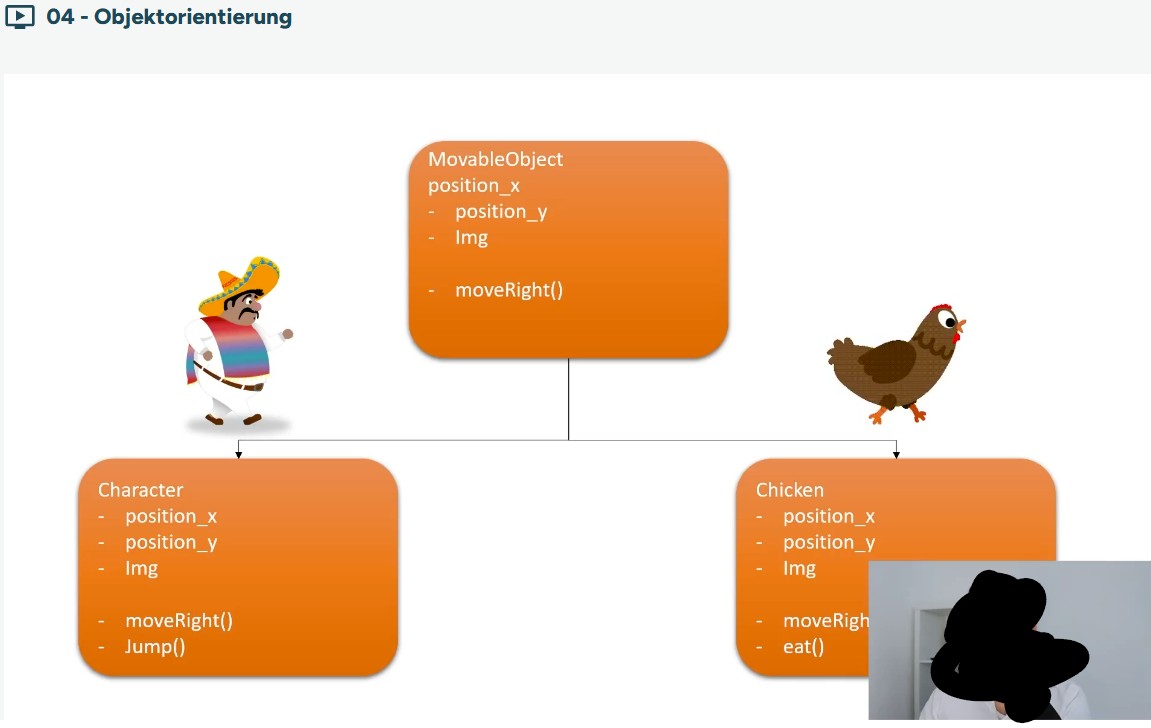 04 - Objektorientierung
MovableObject
position_x
- position_y
- Img
- moveRight()
Character
- position_x
- position_y
- Img
- moveRight()
- Jump()
Chicken
- position_x
- position_y
- Img
- moveRigh
- eat()